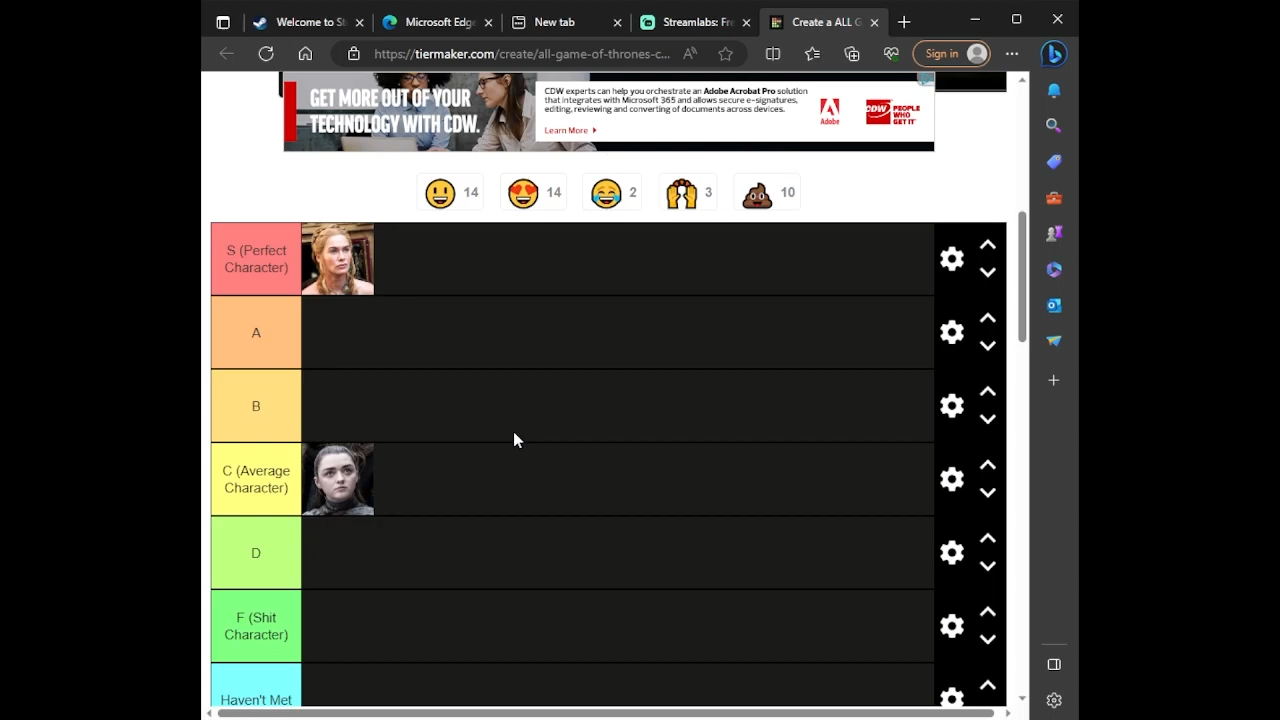 Welcome to St
Microsoft Edge
New tab
Streamlabs: Fre
Create a ALL G
https://tiermaker.com/create/all-game-of-thrones-c...
Sign in
GET MORE OUT OF YOUR
TECHNOLOGY WITH CDW.
CDW experts can help you orchestrate an Adobe Acrobat Pro solution
that integrates with Microsoft 365 and allows secure e-signatures,
editing, reviewing and converting of documents across devices.
Learn More
Adobe
CDW PEOPLE
WHO
GET IT
14
14
2
3
10
S (Perfect
Character)
A
B
C (Average
Character)
D
F (Shit
Character)
Haven't Met